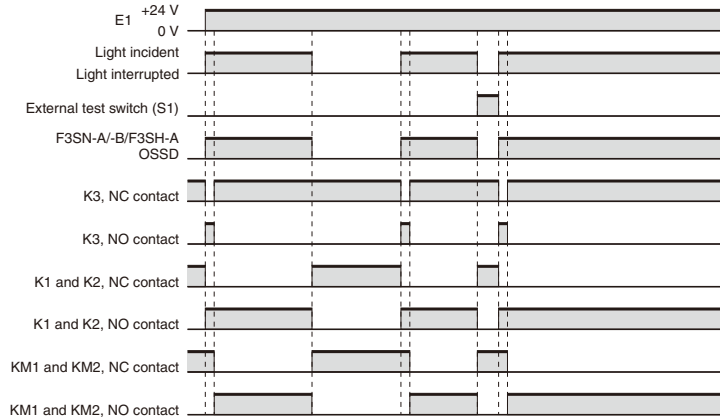 E1 +24 V
0 V
Light incident
Light interrupted
External test switch (S1)
F3SN-A/-B/F3SH-A
OSSD
K3, NC contact
K3, NO contact
K1 and K2, NC contact
K1 and K2, NO contact
KM1 and KM2, NC contact
KM1 and KM2, NO contact